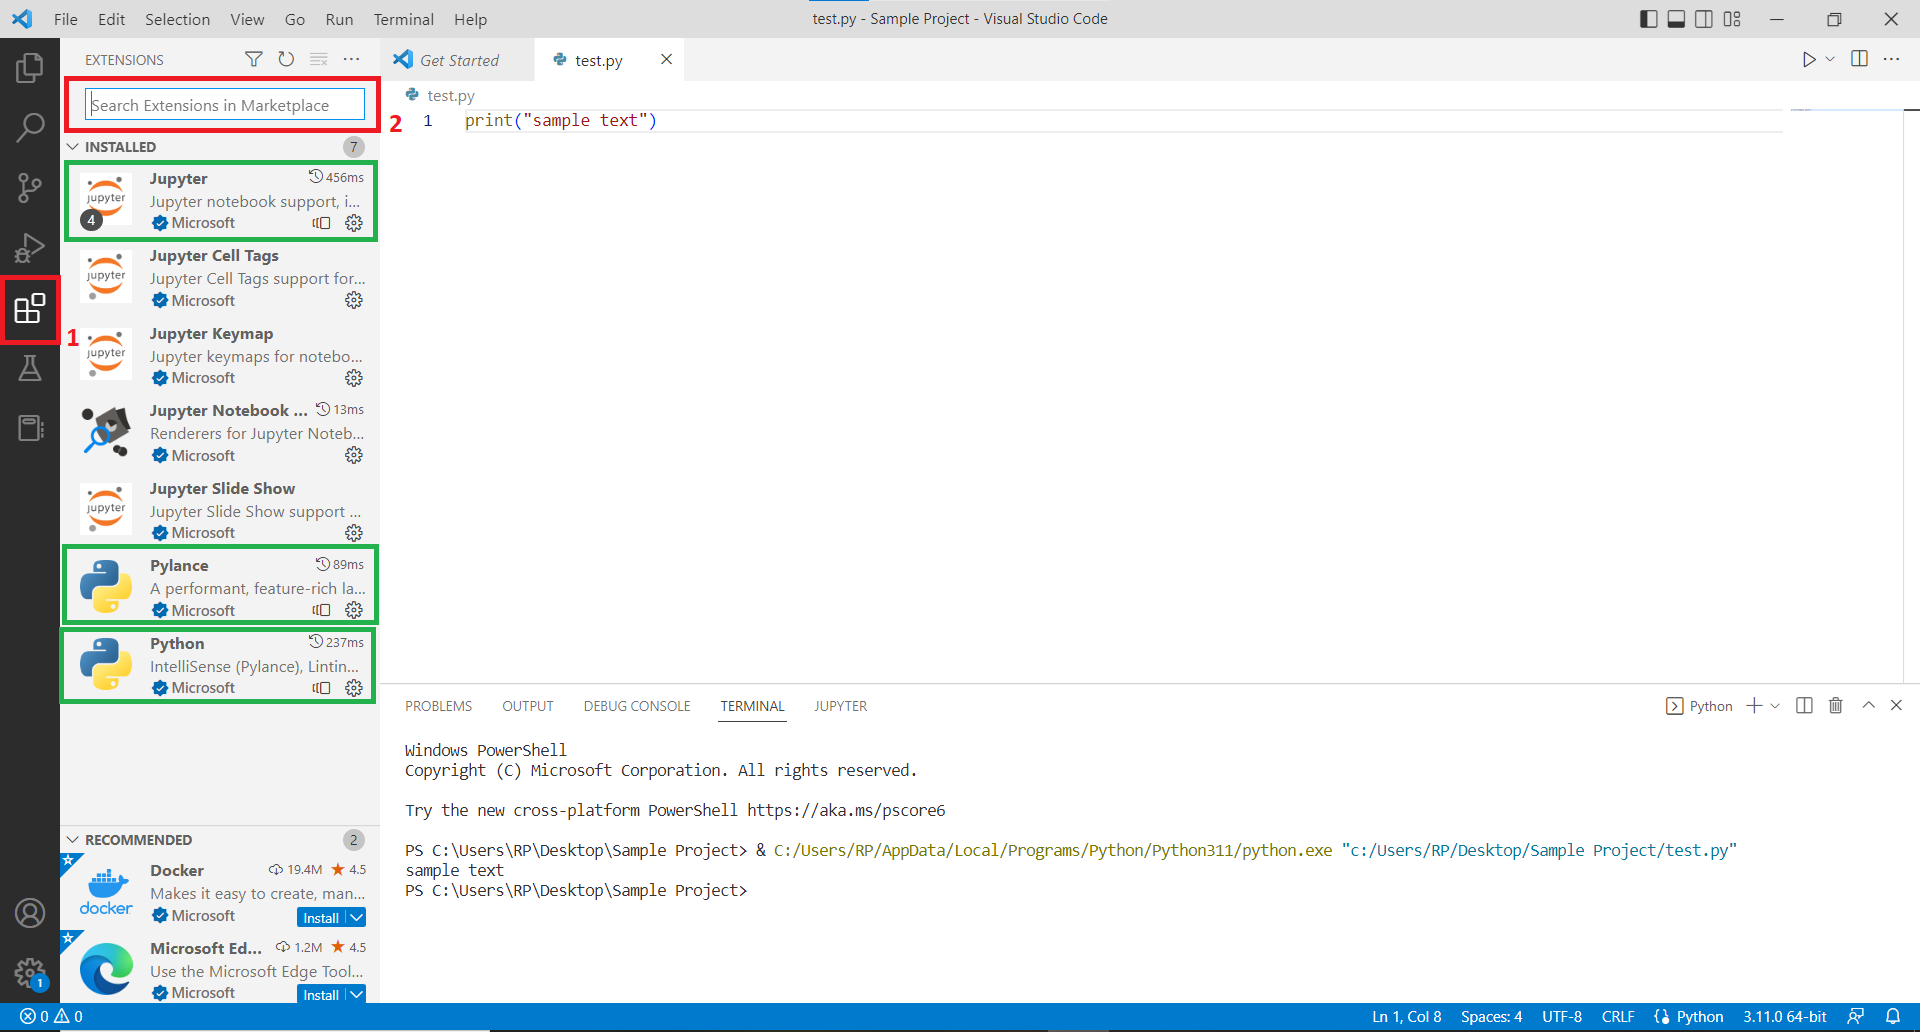 File Edit Selection View Go Run Terminal Help
test.py - Sample Project - Visual Studio Code
EXTENSIONS
Search Extensions in Marketplace
INSTALLED 7
Jupyter 456ms
Jupyter notebook support, i...
Microsoft
jupyter
4
Jupyter Cell Tags
Jupyter Cell Tags support for...
Microsoft
jupyter
1
Jupyter Keymap
Jupyter keymaps for notebo...
Microsoft
jupyter
Jupyter Notebook ... 13ms
Renderers for Jupyter Noteb...
Microsoft
Jupyter Slide Show
Jupyter Slide Show support ...
Microsoft
jupyter
Pylance 89ms
A performant, feature-rich la...
Microsoft
Python 237ms
IntelliSense (Pylance), Lintin...
Microsoft
RECOMMENDED 2
Docker 19.4M 4.5
Makes it easy to create, man...
Microsoft Install
docker
Microsoft Ed... 1.2M 4.5
Use the Microsoft Edge Tool...
Microsoft Install
1
Get Started test.py
test.py
2 1 print("sample text")
PROBLEMS OUTPUT DEBUG CONSOLE TERMINAL JUPYTER Python
Windows PowerShell
Copyright (C) Microsoft Corporation. All rights reserved.
Try the new cross-platform PowerShell https://aka.ms/pscore6
PS C:\Users\RP\Desktop\Sample Project> & C:/Users/RP/AppData/Local/Programs/Python/Python311/python.exe "c:/Users/RP/Desktop/Sample Project/test.py"
sample text
PS C:\Users\RP\Desktop\Sample Project>
0 0 Ln 1, Col 8 Spaces: 4 UTF-8 CRLF Python 3.11.0 64-bit